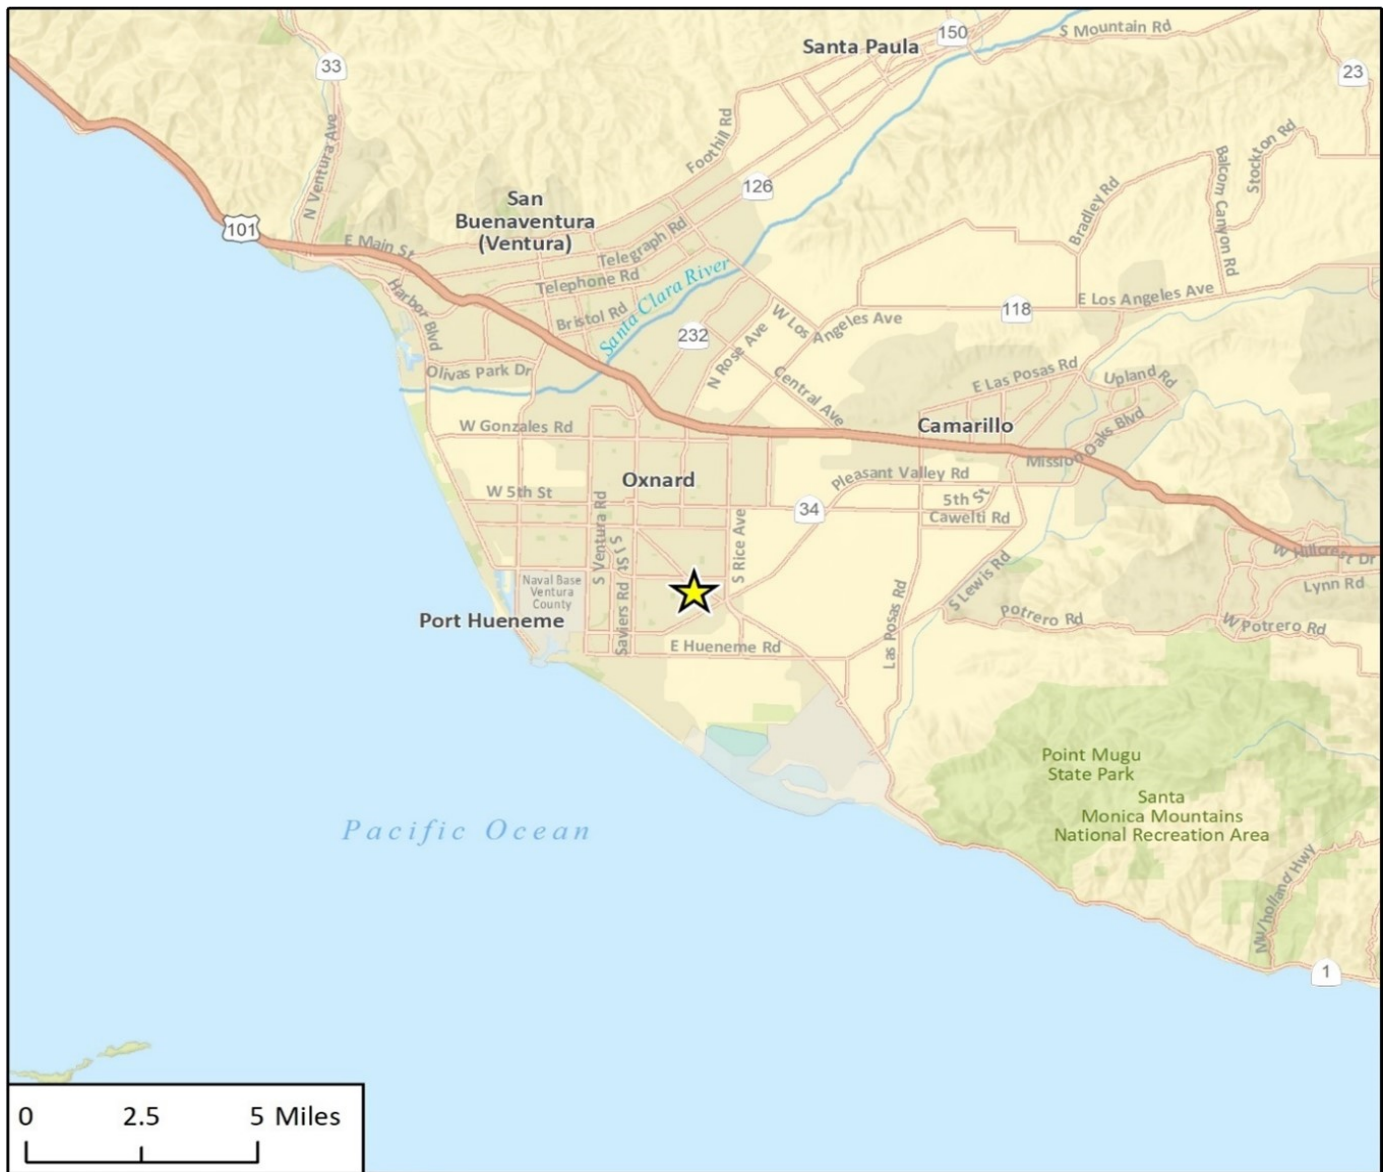 Santa Paula
150
S Mountain Rd
33
23
N Ventura Ave
Foothill Rd
Stockton Rd
Balcom Canyon Rd
126
Bradley Rd
San
Buenaventura
(Ventura)
101
E Main St
Telegraph Rd
Telephone Rd
Santa Clara River
Harbor Blvd
Bristol Rd
E Los Angeles Ave
118
W Los Angeles Ave
232
N Rose Ave
Olivas Park Dr
Central Ave
E Las Posas Rd
Upland Rd
W Gonzales Rd
Camarillo
Mission Oaks Blvd
Oxnard
Pleasant Valley Rd
W 5th St
34
5th St
Cawelti Rd
S Ventura Rd
S J St
S Rice Ave
W Hillcrest Dr
Lynn Rd
Naval Base
Ventura
County
Saviers Rd
Las Posas Rd
S Lewis Rd
Potrero Rd
W Potrero Rd
Port Hueneme
E Hueneme Rd
Point Mugu
State Park
Santa
Monica Mountains
National Recreation Area
Pacific Ocean
Mulholland Hwy
1
0 2.5 5 Miles